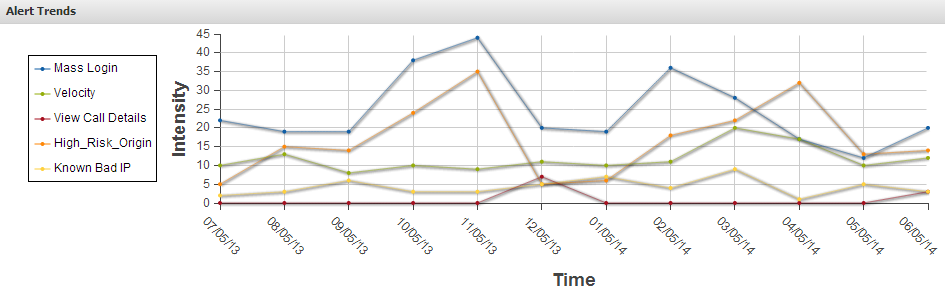 Alert Trends
Mass Login
Velocity
View Call Details
High_Risk_Origin
Known Bad IP
Intensity
45
40
35
30
25
20
15
10
5
0
07/05/13
08/05/13
09/05/13
10/05/13
11/05/13
12/05/13
01/05/14
02/05/14
03/05/14
04/05/14
05/05/14
06/05/14
Time